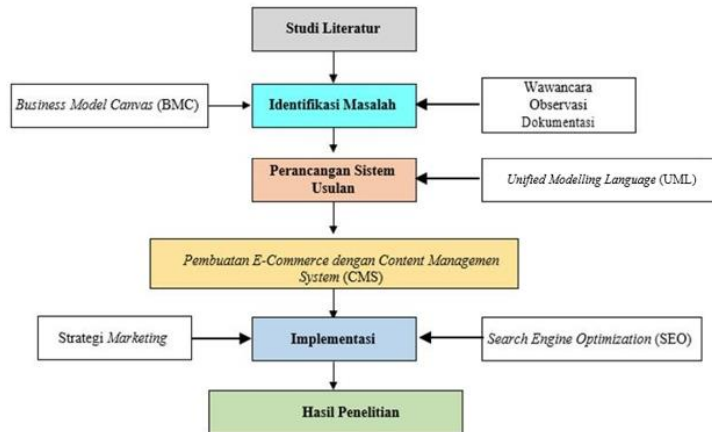 Studi Literatur
Business Model Canvas (BMC)
Identifikasi Masalah
Wawancara
Observasi
Dokumentasi
Perancangan Sistem
Usulan
Unified Modelling Language (UML)
Pembuatan E-Commerce dengan Content Managemen
System (CMS)
Strategi Marketing
Implementasi
Search Engine Optimization (SEO)
Hasil Penelitian